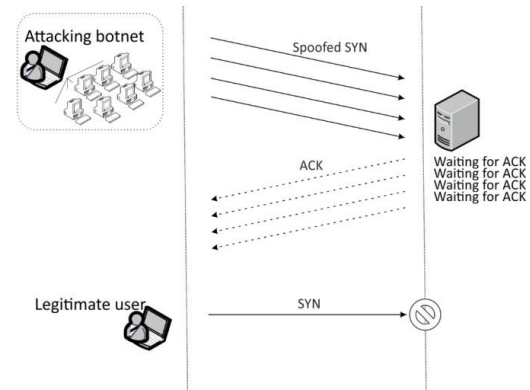 Attacking botnet
Spoofed SYN
Waiting for ACK
Waiting for ACK
Waiting for ACK
Waiting for ACK
ACK
Legitimate user
SYN